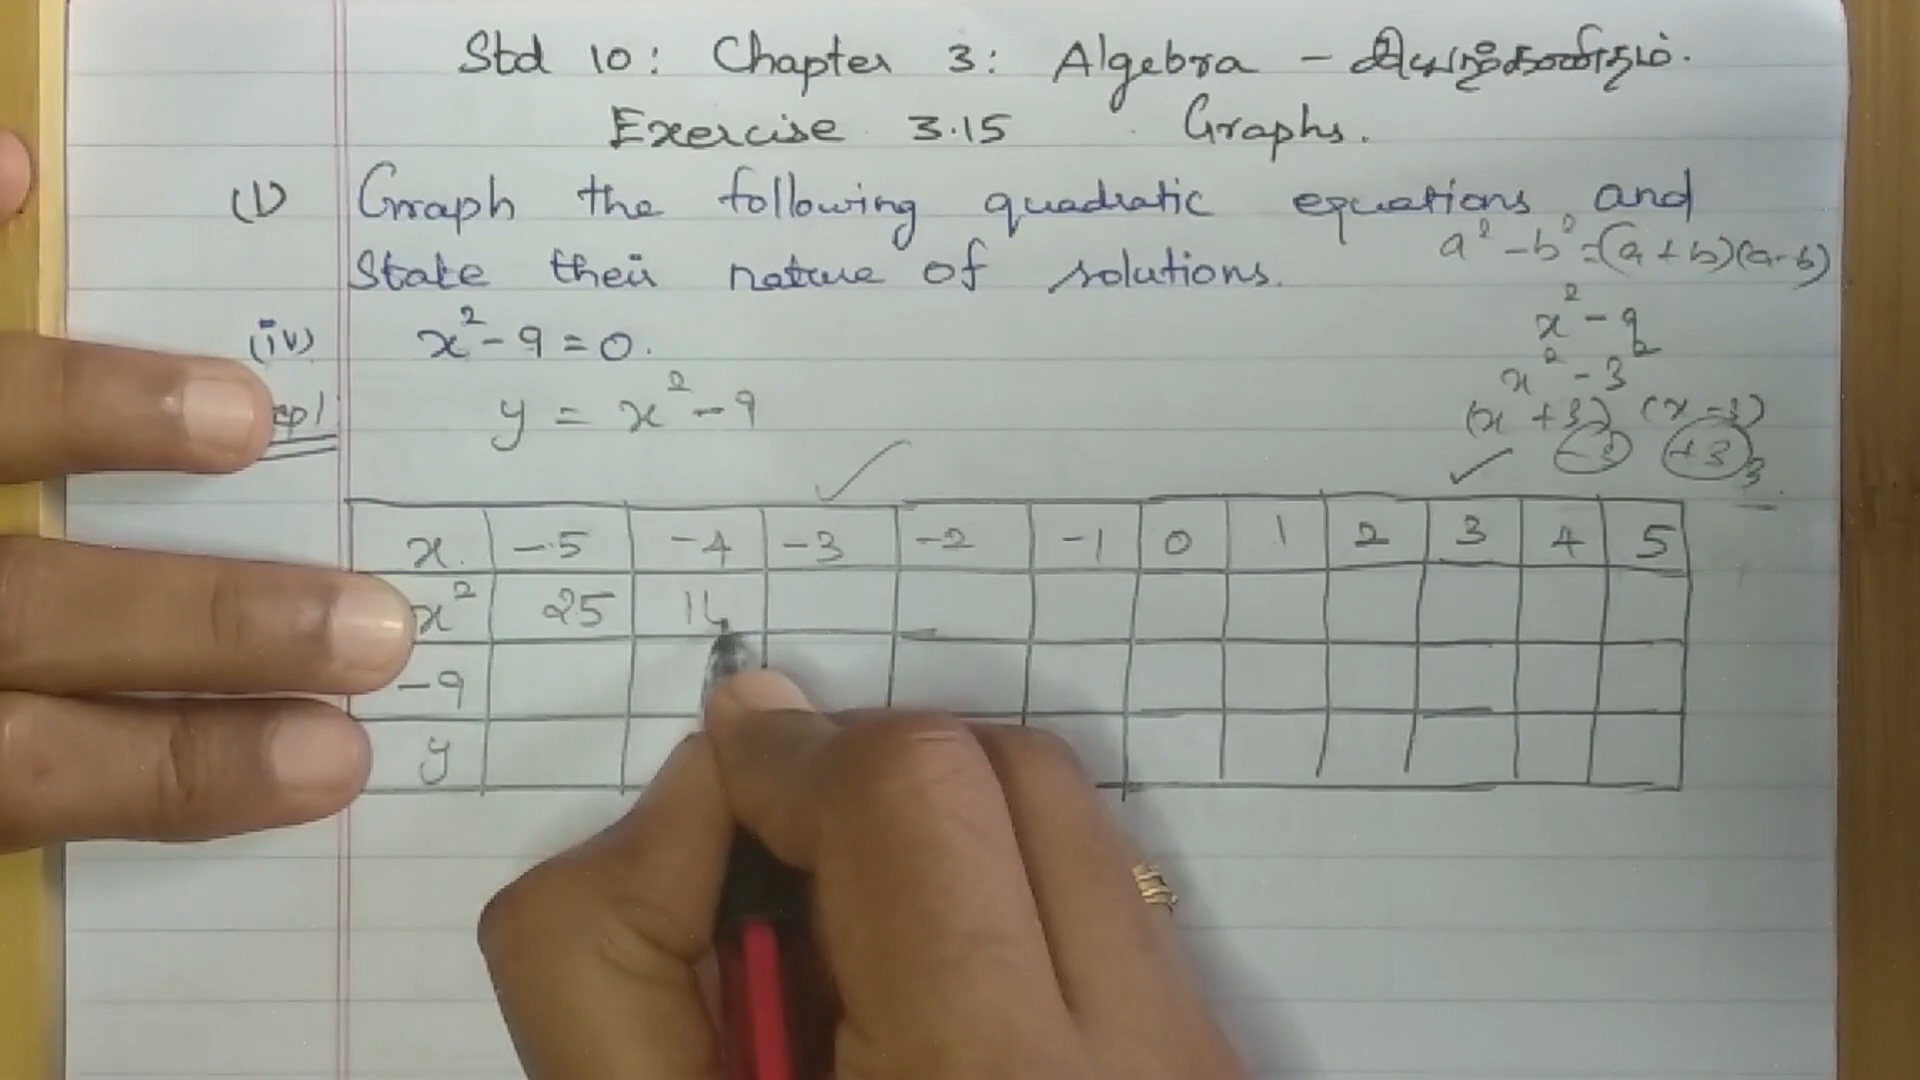 Std 10: Chapter 3: Algebra - இயற்கணிதம்.
Exercise 3.15 Graphs.
(1) Graph the following quadratic equations and
State their nature of solutions.
a² - b² = (a + b)(a - b)
(iv) x² - 9 = 0.
x² - 9
x² - 3²
y = x² - 9
(x + 3) (x - 3)
-3 +3
3
x. -5 -4 -3 -2 -1 0 1 2 3 4 5
x² 25
-9
y